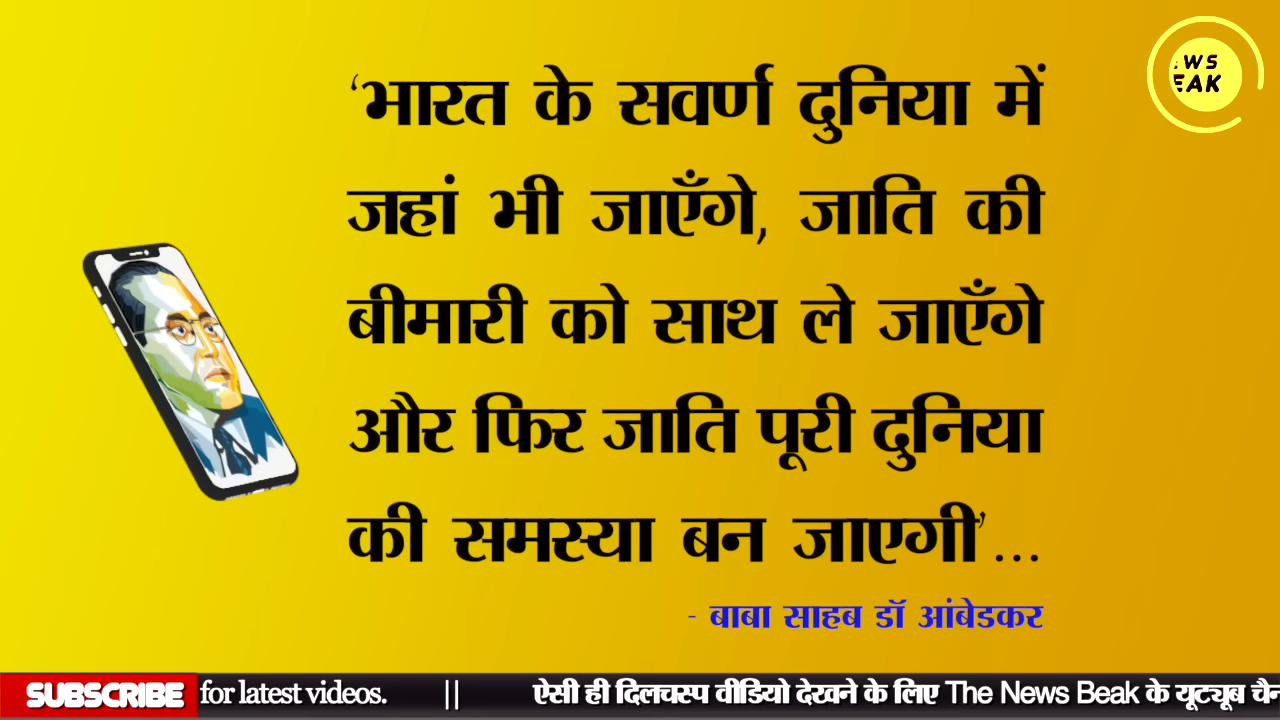 ‘भारत के सवर्ण दुनिया में
जहां भी जाएँगे, जाति की
बीमारी को साथ ले जाएँगे
और फिर जाति पूरी दुनिया
की समस्या बन जाएगी’...
- बाबा साहब डॉ आंबेडकर
WS
EAK
SUBSCRIBE for latest videos. || ऐसी ही दिलचस्प वीडियो देखने के लिए The News Beak के यूट्यूब